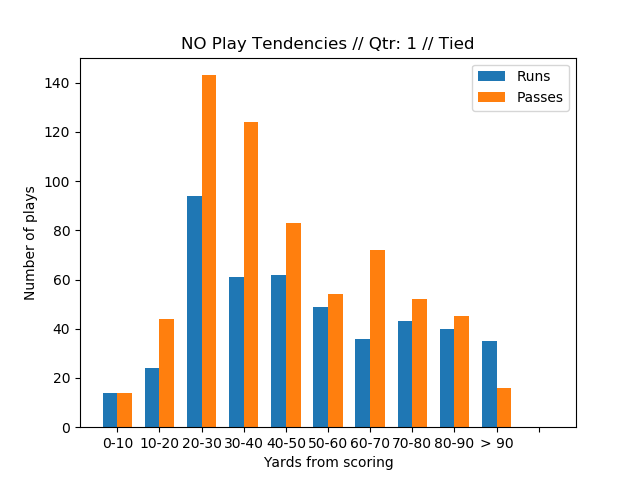 NO Play Tendencies // Qtr: 1 // Tied
Runs
Passes
Number of plays
140
120
100
80
60
40
20
0
0-10 10-20 20-30 30-40 40-50 50-60 60-70 70-80 80-90 > 90
Yards from scoring